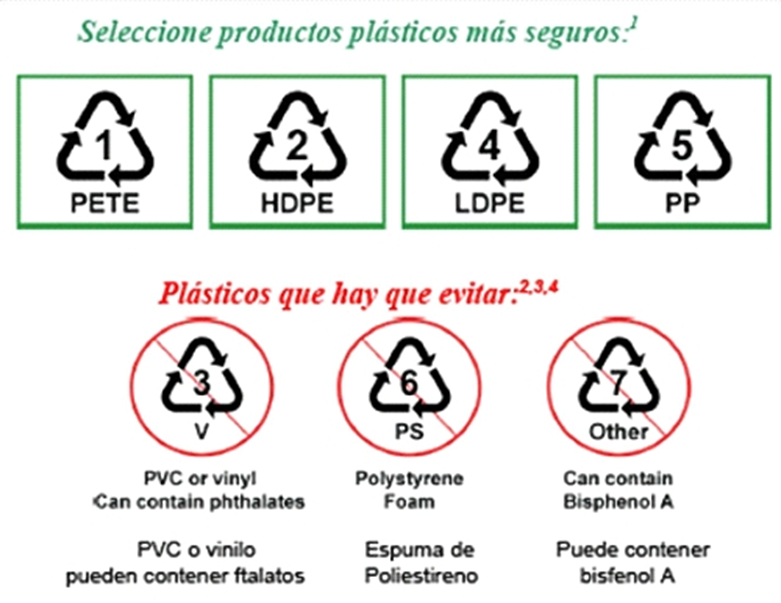 Seleccione productos plásticos más seguros:1
1 2 4 5
PETE HDPE LDPE PP
Plásticos que hay que evitar:2,3,4
3 6 7
V PS Other
PVC or vinyl
Can contain phthalates
Polystyrene
Foam
Can contain
Bisphenol A
PVC o vinilo
pueden contener ftalatos
Espuma de
Poliestireno
Puede contener
bisfenol A